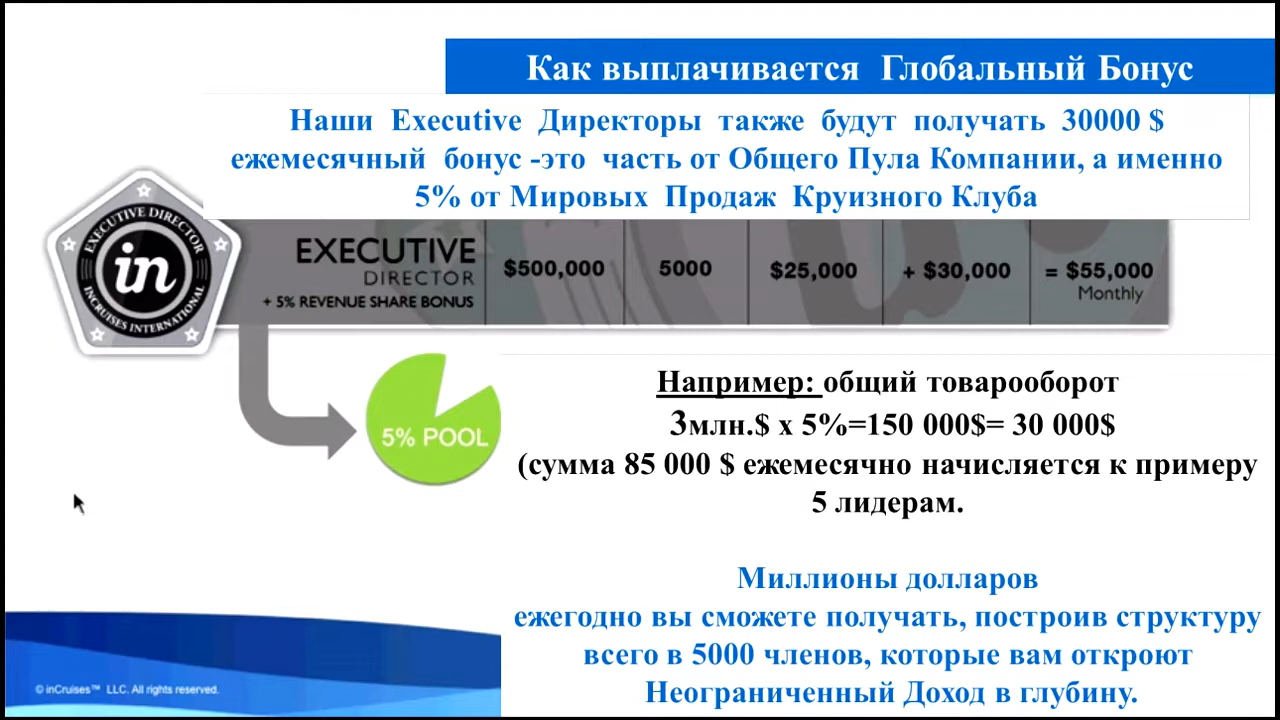 Как выплачивается Глобальный Бонус
Наши Executive Директоры также будут получать 30000 $
ежемесячный бонус -это часть от Общего Пула Компании, а именно
5% от Мировых Продаж Круизного Клуба
EXECUTIVE DIRECTOR
in
INCRUISES INTERNATIONAL
EXECUTIVE
DIRECTOR
+ 5% REVENUE SHARE BONUS
$500,000
5000
$25,000
+ $30,000
= $55,000
Monthly
5% POOL
Например: общий товарооборот
3млн.$ x 5%=150 000$= 30 000$
(сумма 85 000 $ ежемесячно начисляется к примеру
5 лидерам.
Миллионы долларов
ежегодно вы сможете получать, построив структуру
всего в 5000 членов, которые вам откроют
Неограниченный Доход в глубину.
© inCruises™ LLC. All rights reserved.